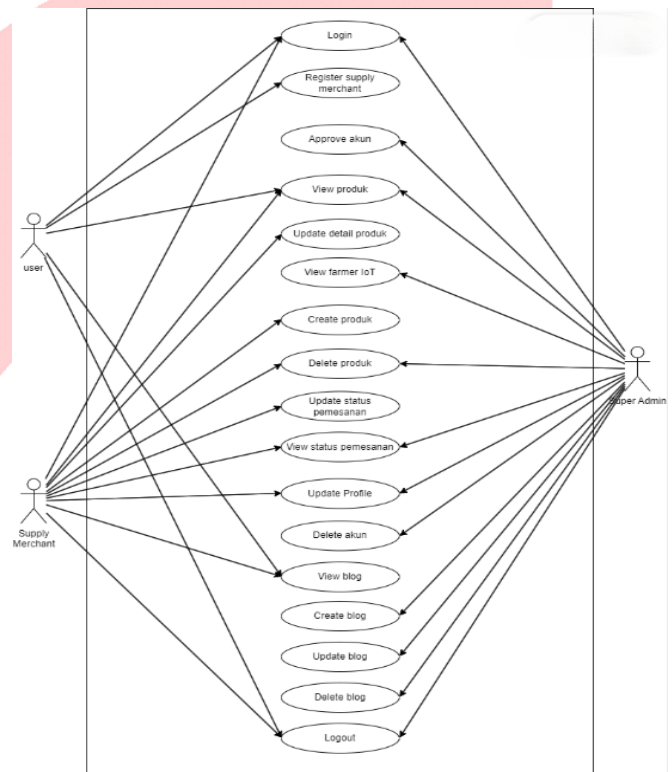 Login
Register supply
merchant
Approve akun
View produk
Update detail produk
user
View farmer IoT
Create produk
Delete produk
Super Admin
Update status
pemesanan
View status pemesanan
Update Profile
Supply
Merchant
Delete akun
View blog
Create blog
Update blog
Delete blog
Logout